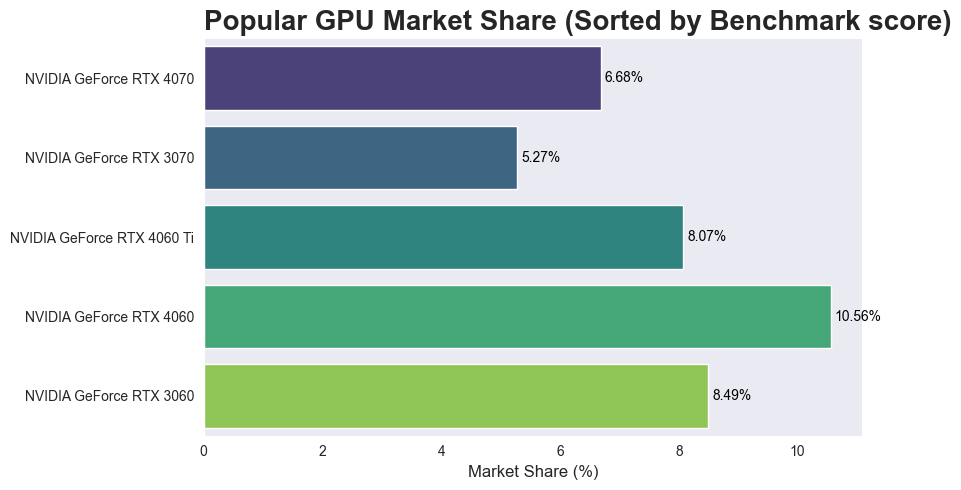 Popular GPU Market Share (Sorted by Benchmark score)
NVIDIA GeForce RTX 4070
6.68%
NVIDIA GeForce RTX 3070
5.27%
NVIDIA GeForce RTX 4060 Ti
8.07%
NVIDIA GeForce RTX 4060
10.56%
NVIDIA GeForce RTX 3060
8.49%
0 2 4 6 8 10
Market Share (%)